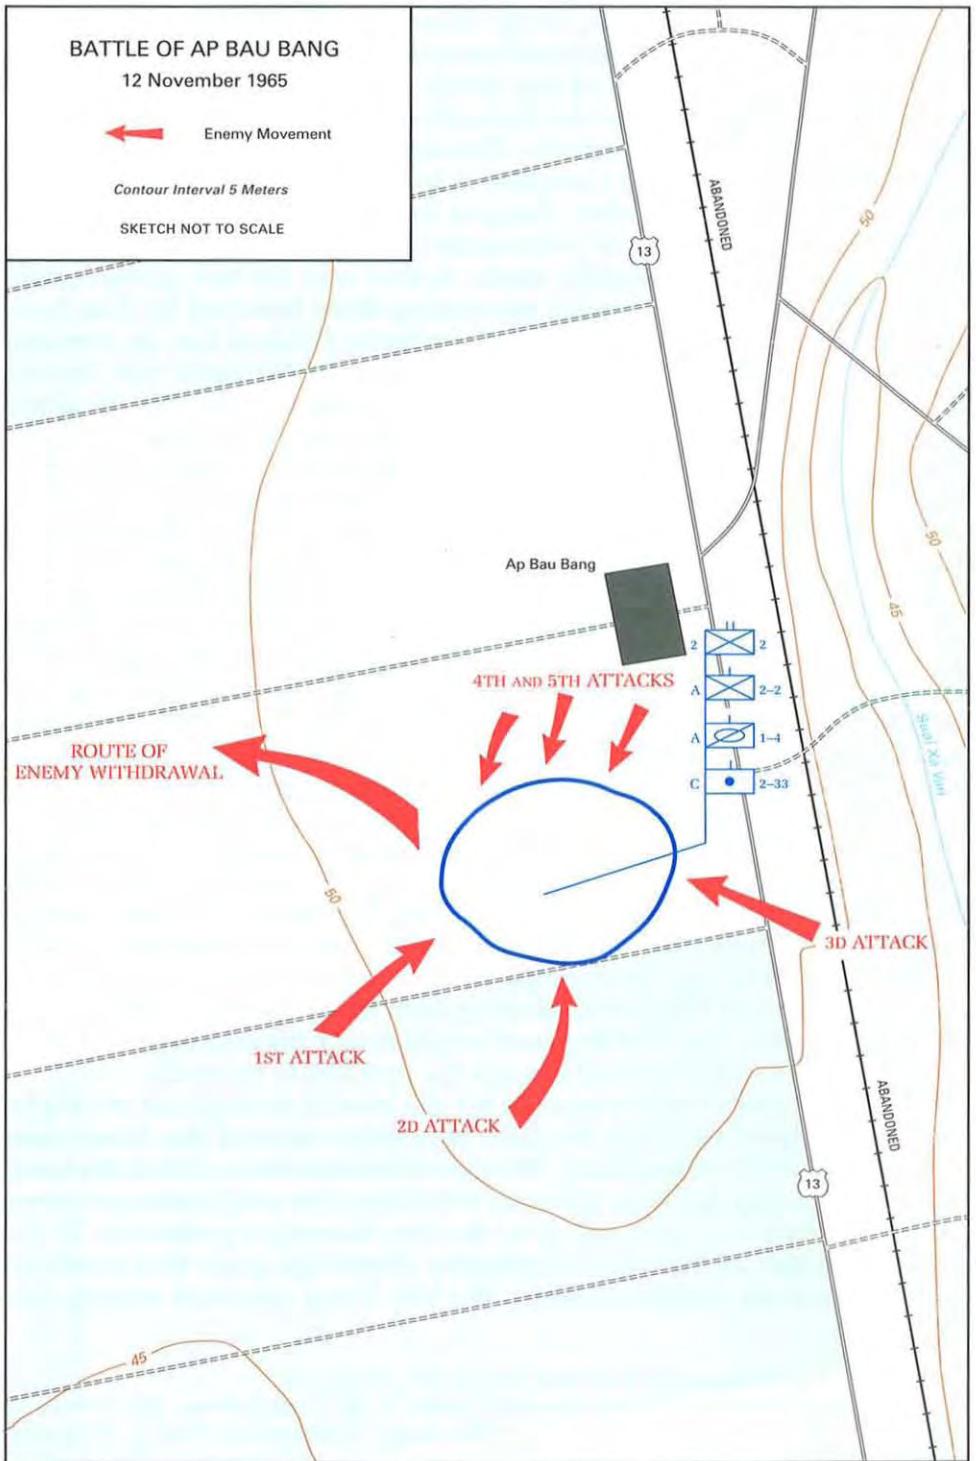 BATTLE OF AP BAU BANG
12 November 1965
Enemy Movement
Contour Interval 5 Meters
SKETCH NOT TO SCALE
ABANDONED
13
50
50
45
Ap Bau Bang
2 2
A 2–2
A 1–4
C 2–33
4TH AND 5TH ATTACKS
ROUTE OF
ENEMY WITHDRAWAL
50
3D ATTACK
1ST ATTACK
2D ATTACK
ABANDONED
13
45